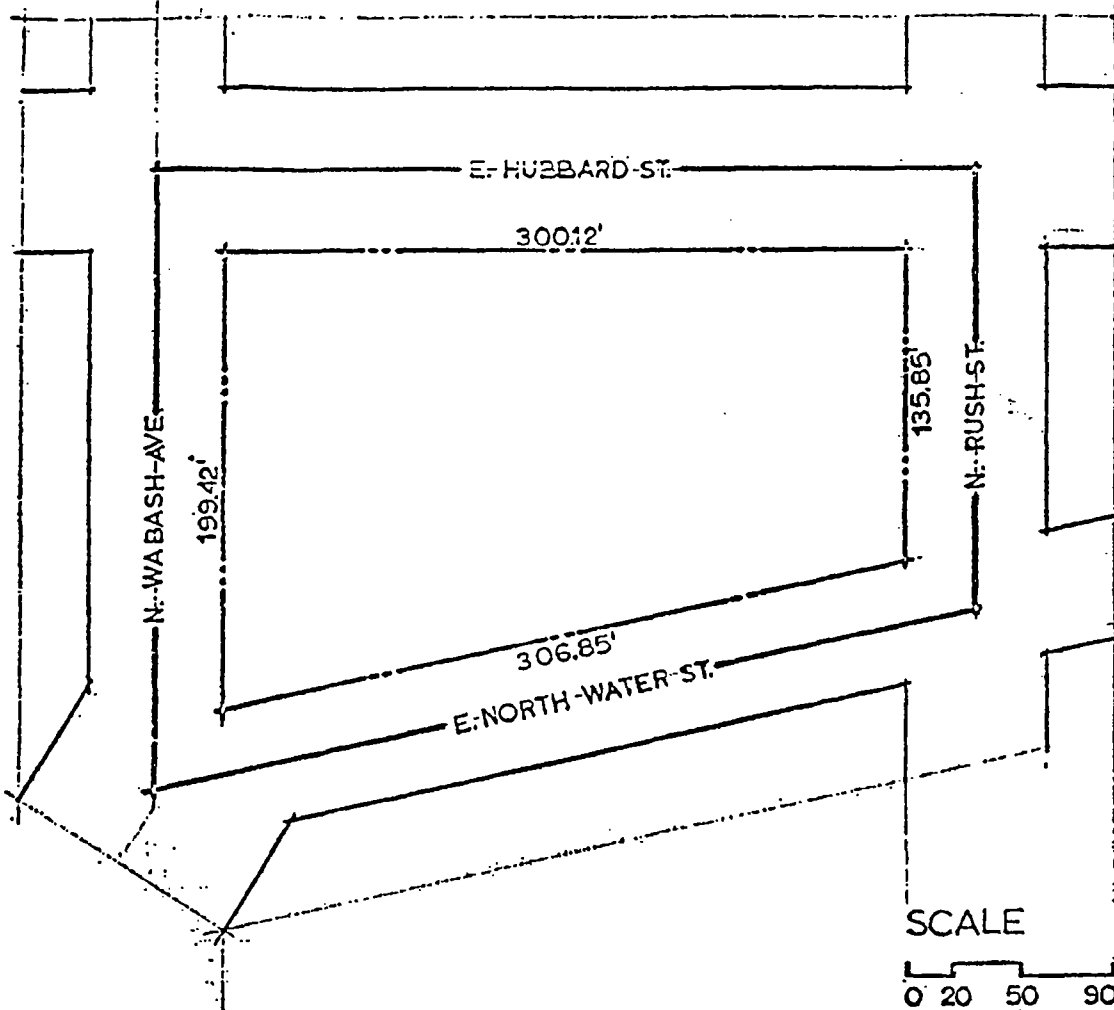 E. HUBBARD ST.
300.12'
135.85'
N. RUSH ST.
N. WABASH AVE.
199.42'
306.85'
E. NORTH WATER ST.
SCALE
0 20 50 90